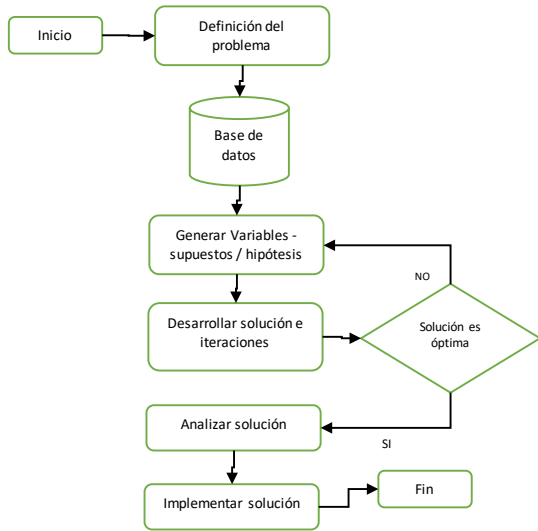 Inicio
Definición del
problema
Base de
datos
Generar Variables -
supuestos / hipótesis
NO
Desarrollar solución e
iteraciones
Solución es
óptima
Analizar solución
SI
Implementar solución
Fin